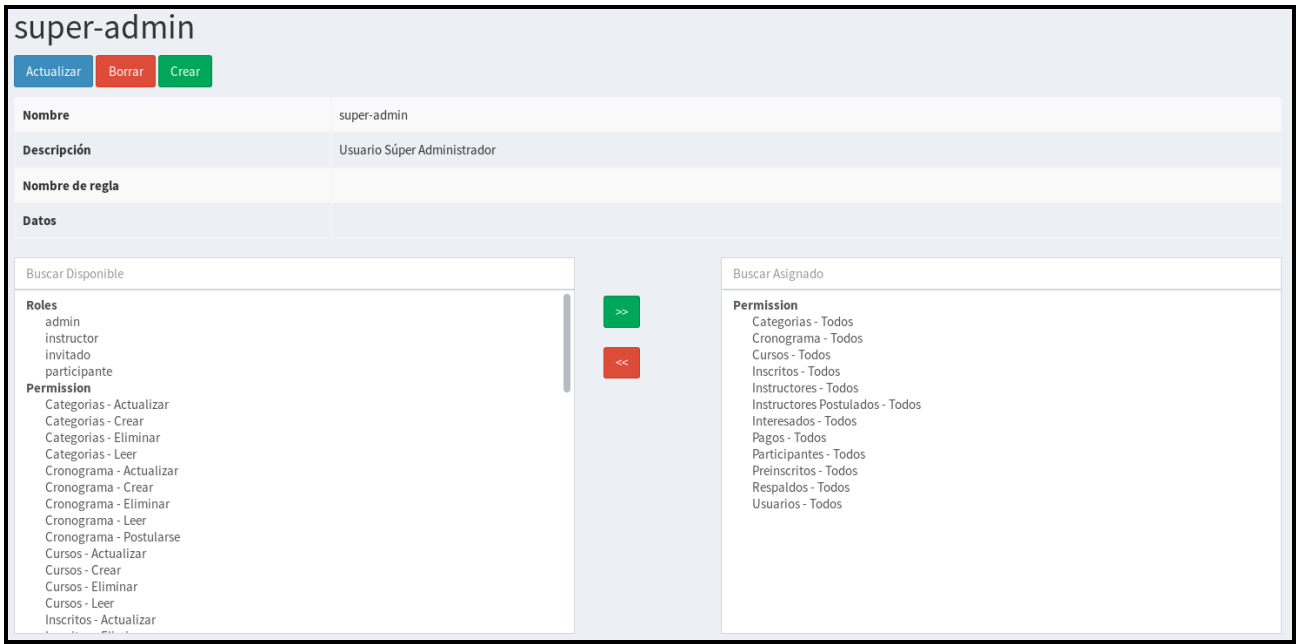 super-admin
Actualizar Borrar Crear
Nombre super-admin
Descripción Usuario Súper Administrador
Nombre de regla
Datos
Buscar Disponible
Roles
admin
instructor
invitado
participante
Permission
Categorias - Actualizar
Categorias - Crear
Categorias - Eliminar
Categorias - Leer
Cronograma - Actualizar
Cronograma - Crear
Cronograma - Eliminar
Cronograma - Leer
Cronograma - Postularse
Cursos - Actualizar
Cursos - Crear
Cursos - Eliminar
Cursos - Leer
Inscritos - Actualizar
>>
<<
Buscar Asignado
Permission
Categorias - Todos
Cronograma - Todos
Cursos - Todos
Inscritos - Todos
Instructores - Todos
Instructores Postulados - Todos
Interesados - Todos
Pagos - Todos
Participantes - Todos
Preinscritos - Todos
Respaldos - Todos
Usuarios - Todos